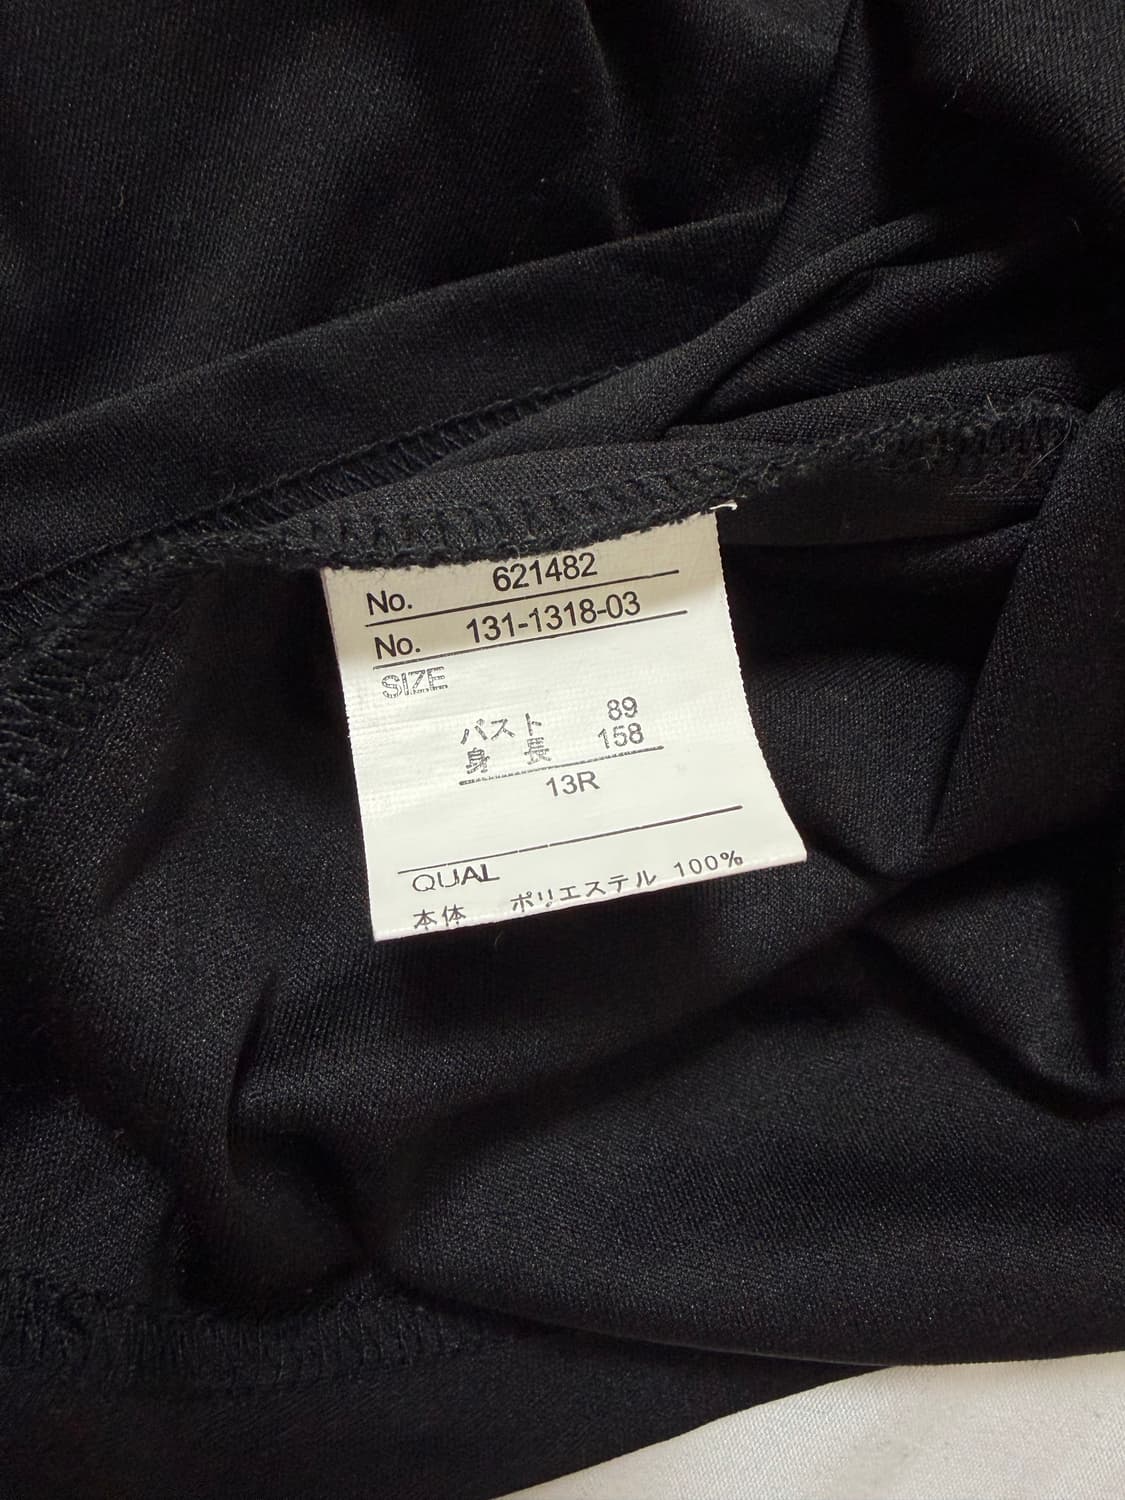 No. 621482
No. 131-1318-03
SIZE
バスト 89
身長 158
13R
QUAL
本体 ポリエステル 100%